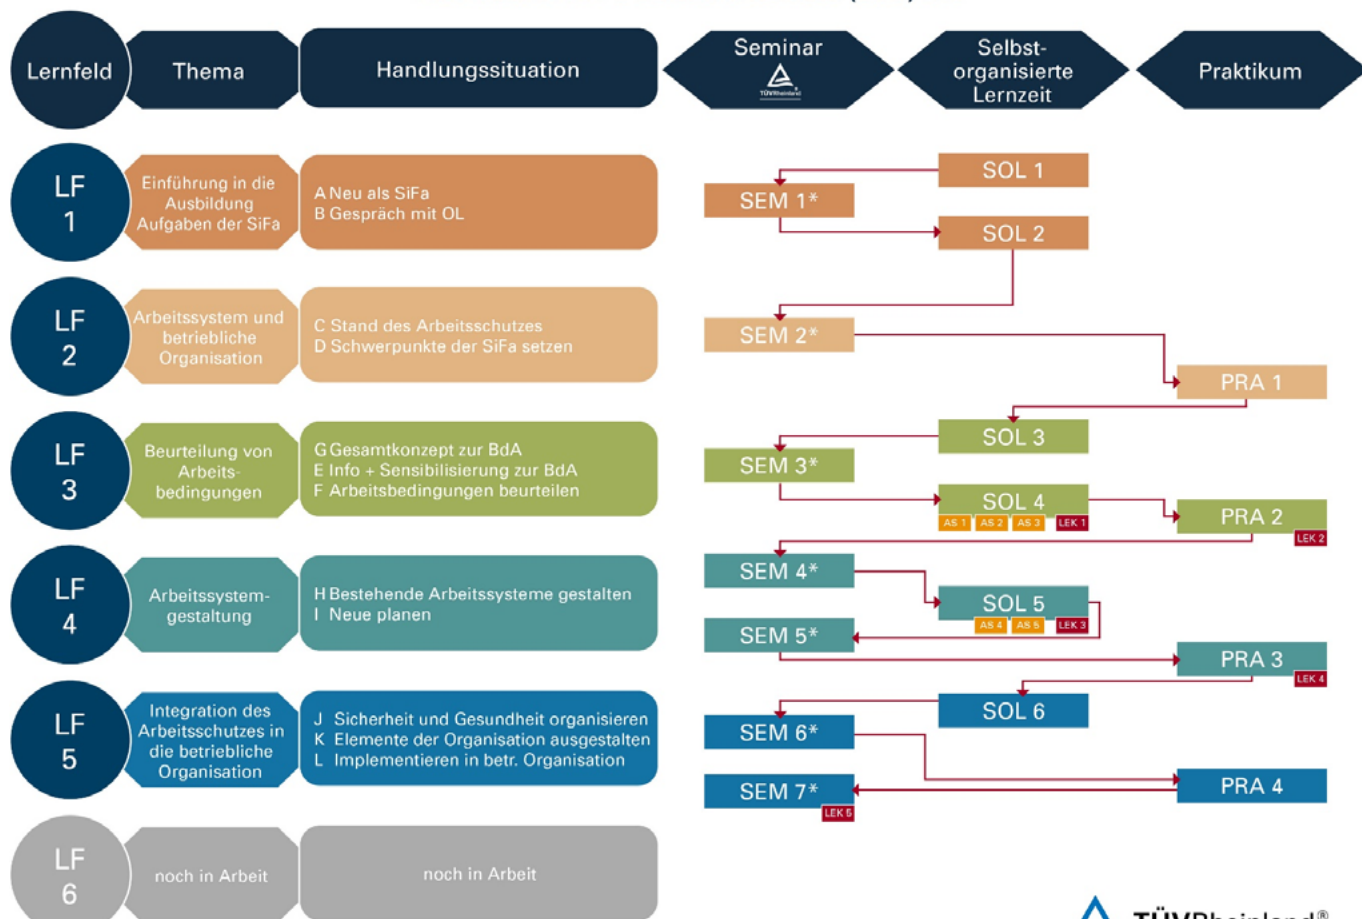 Lernfeld
Thema
Handlungssituation
Seminar
TÜVRheinland®
Selbst-
organisierte
Lernzeit
Praktikum
LF
1
Einführung in die
Ausbildung
Aufgaben der SiFa
A Neu als SiFa
B Gespräch mit OL
SOL 1
SEM 1*
SOL 2
LF
2
Arbeitssystem und
betriebliche
Organisation
C Stand des Arbeitsschutzes
D Schwerpunkte der SiFa setzen
SEM 2*
PRA 1
LF
3
Beurteilung von
Arbeits-
bedingungen
G Gesamtkonzept zur BdA
E Info + Sensibilisierung zur BdA
F Arbeitsbedingungen beurteilen
SOL 3
SEM 3*
SOL 4
AS 1 AS 2 AS 3 LEK 1
PRA 2
LEK 2
LF
4
Arbeitssystem-
gestaltung
H Bestehende Arbeitssysteme gestalten
I Neue planen
SEM 4*
SOL 5
AS 4 AS 5 LEK 3
SEM 5*
PRA 3
LEK 4
LF
5
Integration des
Arbeitsschutzes in
die betriebliche
Organisation
J Sicherheit und Gesundheit organisieren
K Elemente der Organisation ausgestalten
L Implementieren in betr. Organisation
SOL 6
SEM 6*
PRA 4
SEM 7*
LEK 5
LF
6
noch in Arbeit
noch in Arbeit
TÜVRheinland®